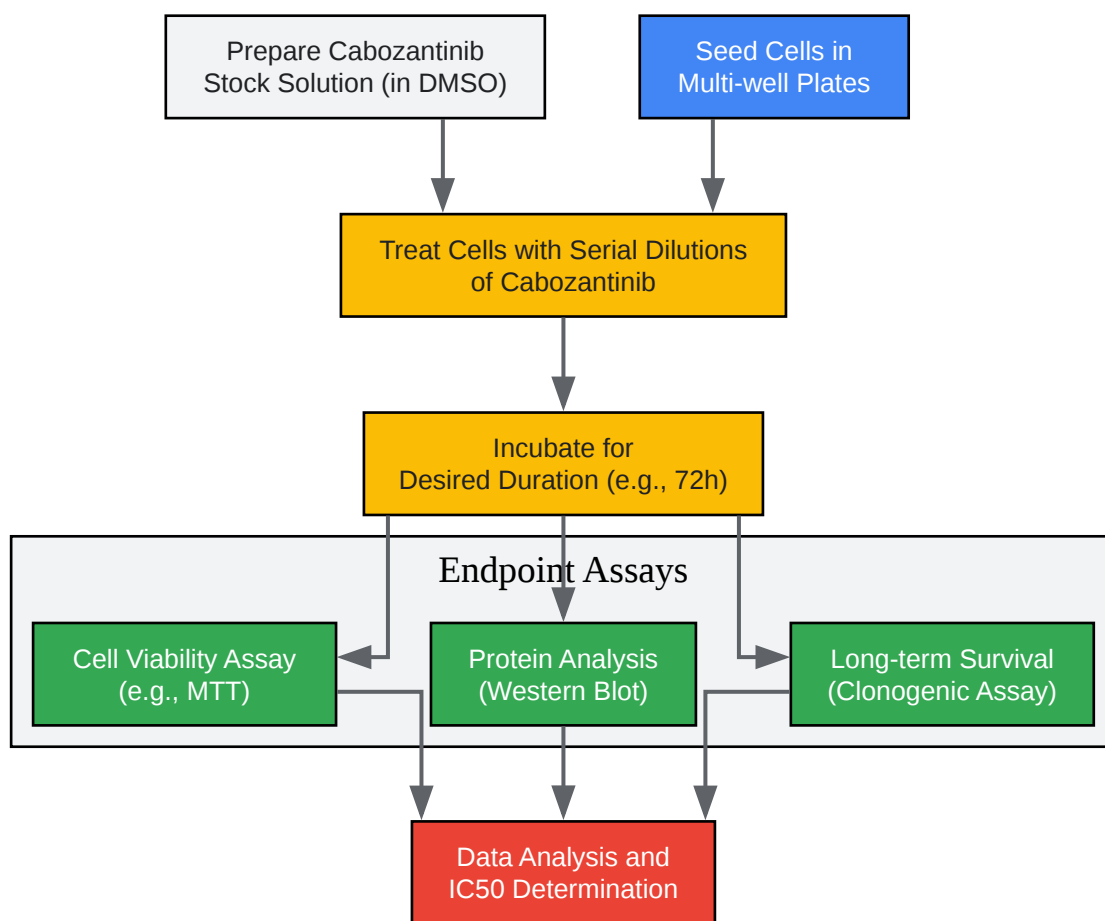 Prepare Cabozantinib
Stock Solution (in DMSO)
Seed Cells in
Multi-well Plates
Treat Cells with Serial Dilutions
of Cabozantinib
Incubate for
Desired Duration (e.g., 72h)
Endpoint Assays
Cell Viability Assay
(e.g., MTT)
Protein Analysis
(Western Blot)
Long-term Survival
(Clonogenic Assay)
Data Analysis and
IC50 Determination